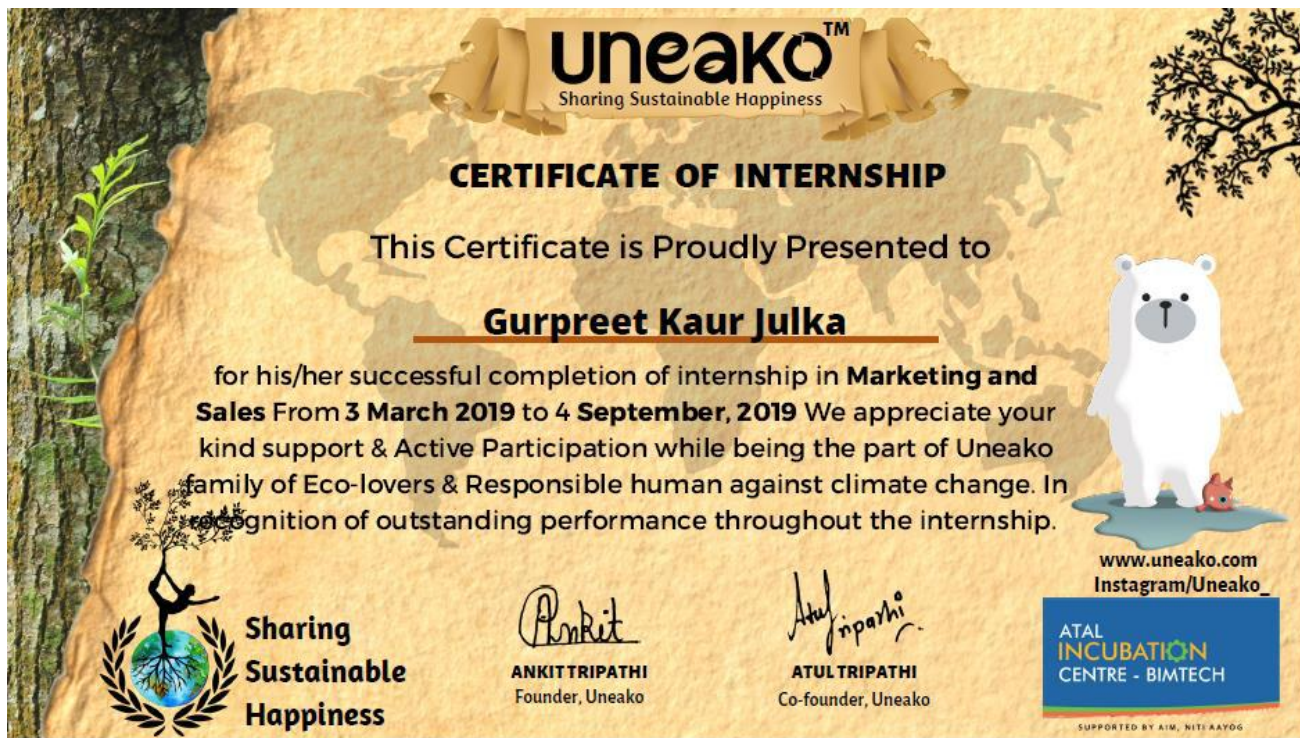 uneako™
Sharing Sustainable Happiness
CERTIFICATE OF INTERNSHIP
This Certificate is Proudly Presented to
Gurpreet Kaur Julka
for his/her successful completion of internship in Marketing and
Sales From 3 March 2019 to 4 September, 2019 We appreciate your
kind support & Active Participation while being the part of Uneako
family of Eco-lovers & Responsible human against climate change. In
recognition of outstanding performance throughout the internship.
www.uneako.com
Instagram/Uneako_
Sharing
Sustainable
Happiness
Ankit
ANKIT TRIPATHI
Founder, Uneako
Atul Tripathi
ATUL TRIPATHI
Co-founder, Uneako
ATAL
INCUBATION
CENTRE - BIMTECH
SUPPORTED BY AIM, NITI AAYOG